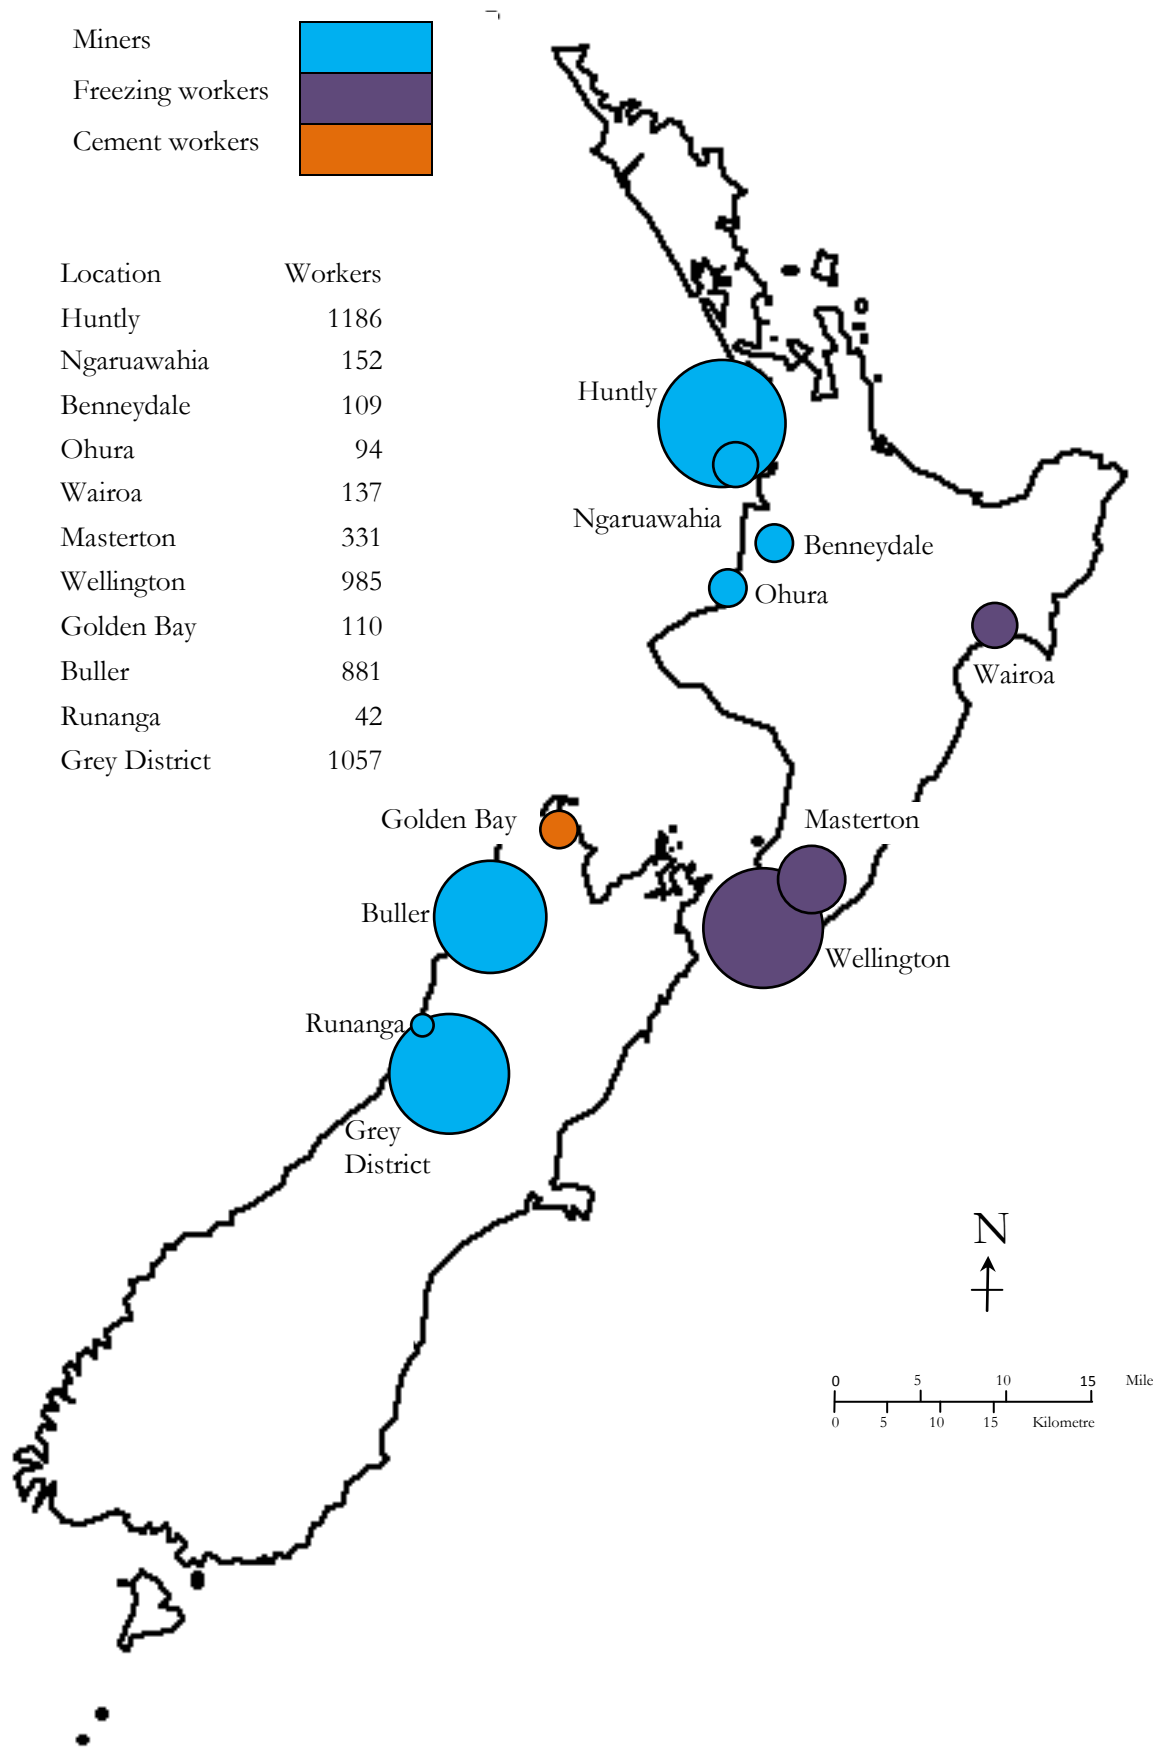 Miners
Freezing workers
Cement workers
Location Workers
Huntly 1186
Ngaruawahia 152
Benneydale 109
Ohura 94
Wairoa 137
Masterton 331
Wellington 985
Golden Bay 110
Buller 881
Runanga 42
Grey District 1057
Huntly
Ngaruawahia
Benneydale
Ohura
Wairoa
Masterton
Golden Bay
Buller
Wellington
Runanga
Grey
District
N
0 5 10 15 Mile
0 5 10 15 Kilometre